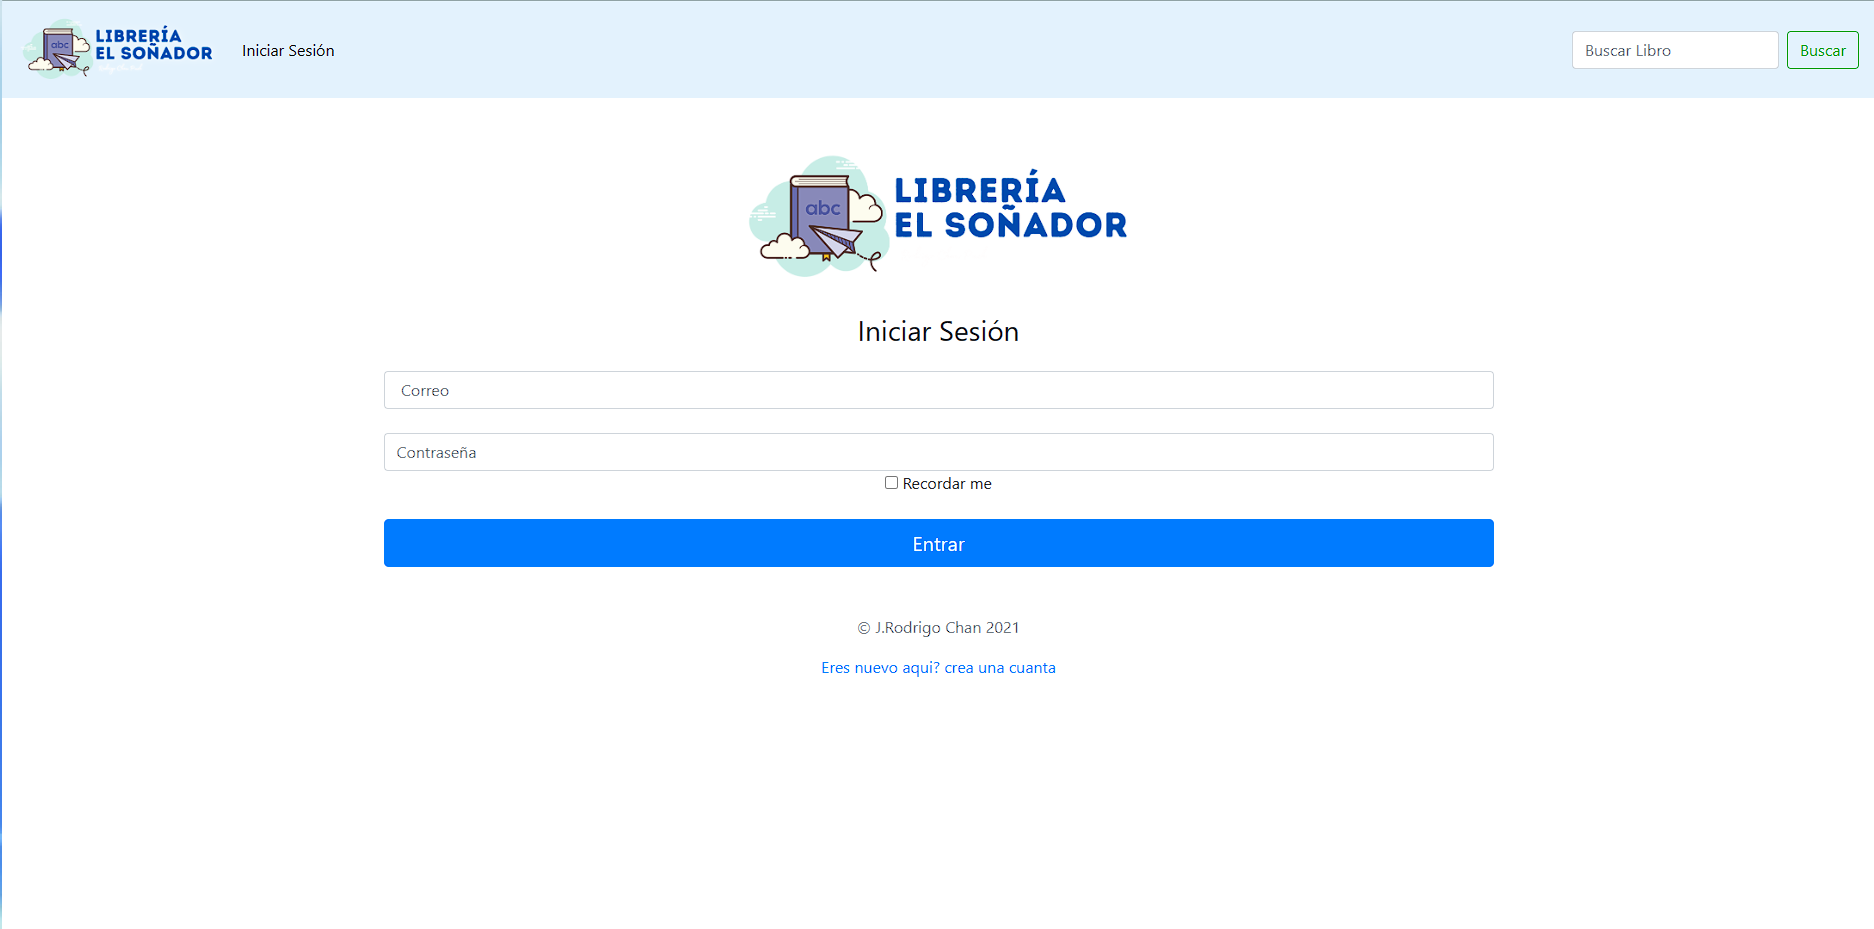 abc
LIBRERÍA
EL SOÑADOR
Iniciar Sesión
Buscar Libro
Buscar
abc
LIBRERÍA
EL SOÑADOR
Iniciar Sesión
Correo
Contraseña
Recordar me
Entrar
© J.Rodrigo Chan 2021
Eres nuevo aqui? crea una cuanta